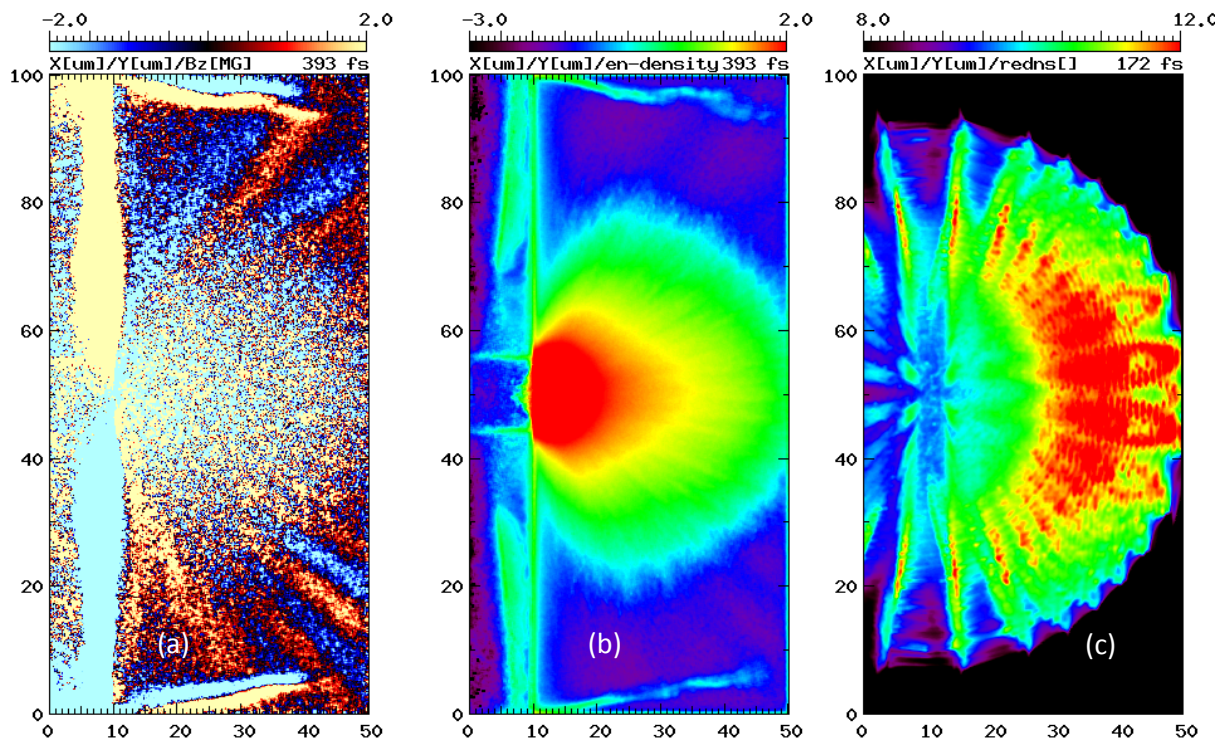 -2.0 2.0 -3.0 2.0 8.0 12.0
X[um]/Y[um]/Bz[MG] 393 fs X[um]/Y[um]/en-density 393 fs X[um]/Y[um]/redns[] 172 fs
100 100 100
80 80 80
60 60 60
40 40 40
20 20 20
(a) (b) (c)
0 0 0
0 10 20 30 40 50 0 10 20 30 40 50 0 10 20 30 40 50